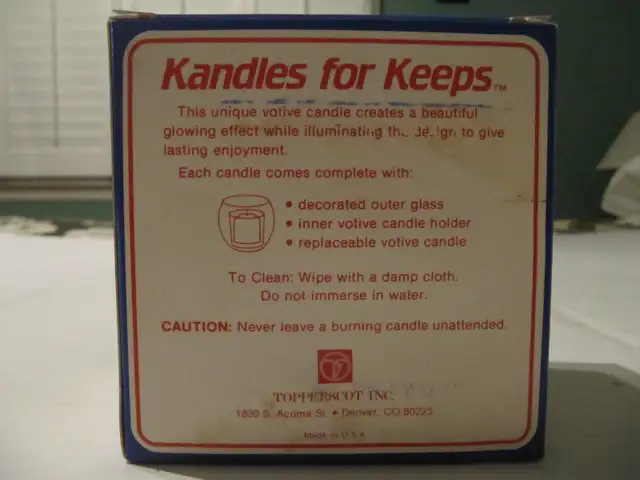 Kandles for Keeps™
This unique votive candle creates a beautiful
glowing effect while illuminating the design to give
lasting enjoyment.
Each candle comes complete with:
• decorated outer glass
• inner votive candle holder
• replaceable votive candle
To Clean: Wipe with a damp cloth.
Do not immerse in water.
CAUTION: Never leave a burning candle unattended.
TOPPERSCOT INC.
1830 S. Acoma St. • Denver, CO 80223
Made in U.S.A.